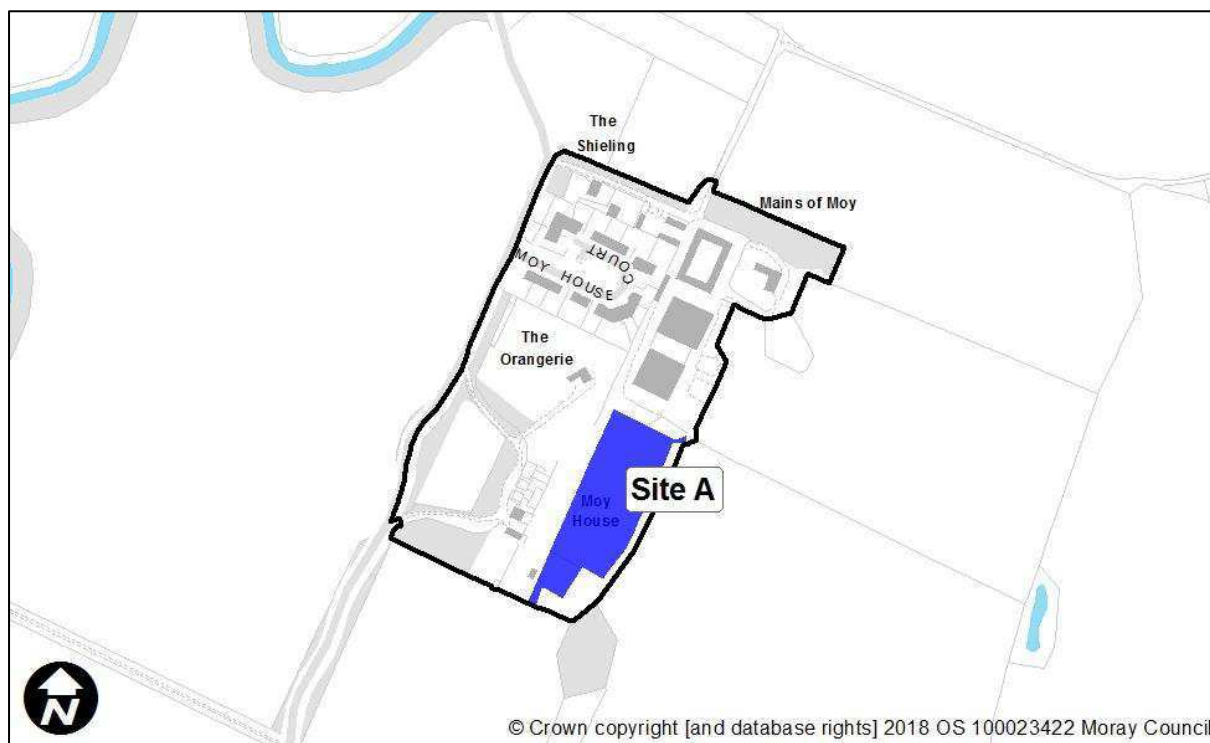 The
Shieling
Mains of Moy
MOY HOUSE
COURT
The
Orangerie
Site A
Moy
House
N
© Crown copyright [and database rights] 2018 OS 100023422 Moray Council